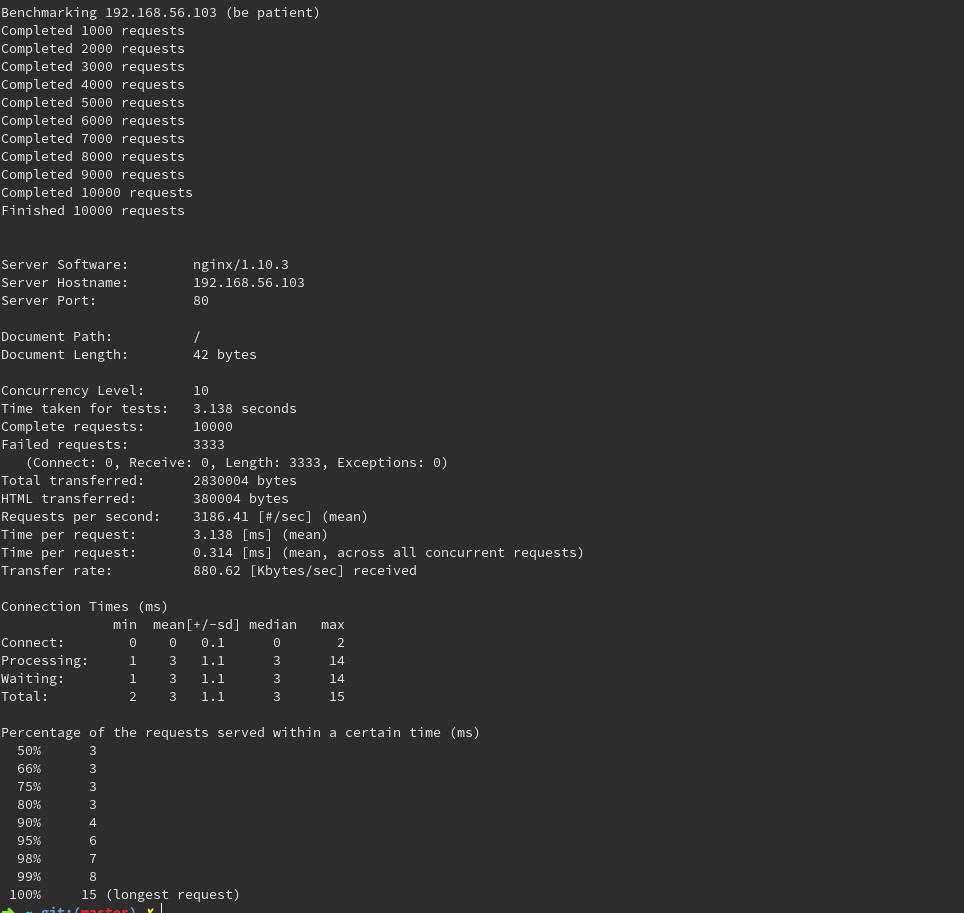 Benchmarking 192.168.56.103 (be patient)
Completed 1000 requests
Completed 2000 requests
Completed 3000 requests
Completed 4000 requests
Completed 5000 requests
Completed 6000 requests
Completed 7000 requests
Completed 8000 requests
Completed 9000 requests
Completed 10000 requests
Finished 10000 requests
Server Software: nginx/1.10.3
Server Hostname: 192.168.56.103
Server Port: 80
Document Path: /
Document Length: 42 bytes
Concurrency Level: 10
Time taken for tests: 3.138 seconds
Complete requests: 10000
Failed requests: 3333
(Connect: 0, Receive: 0, Length: 3333, Exceptions: 0)
Total transferred: 2830004 bytes
HTML transferred: 380004 bytes
Requests per second: 3186.41 [#/sec] (mean)
Time per request: 3.138 [ms] (mean)
Time per request: 0.314 [ms] (mean, across all concurrent requests)
Transfer rate: 880.62 [Kbytes/sec] received
Connection Times (ms)
min mean[+/-sd] median max
Connect: 0 0 0.1 0 2
Processing: 1 3 1.1 3 14
Waiting: 1 3 1.1 3 14
Total: 2 3 1.1 3 15
Percentage of the requests served within a certain time (ms)
50% 3
66% 3
75% 3
80% 3
90% 4
95% 6
98% 7
99% 8
100% 15 (longest request)
git:(master) ✗